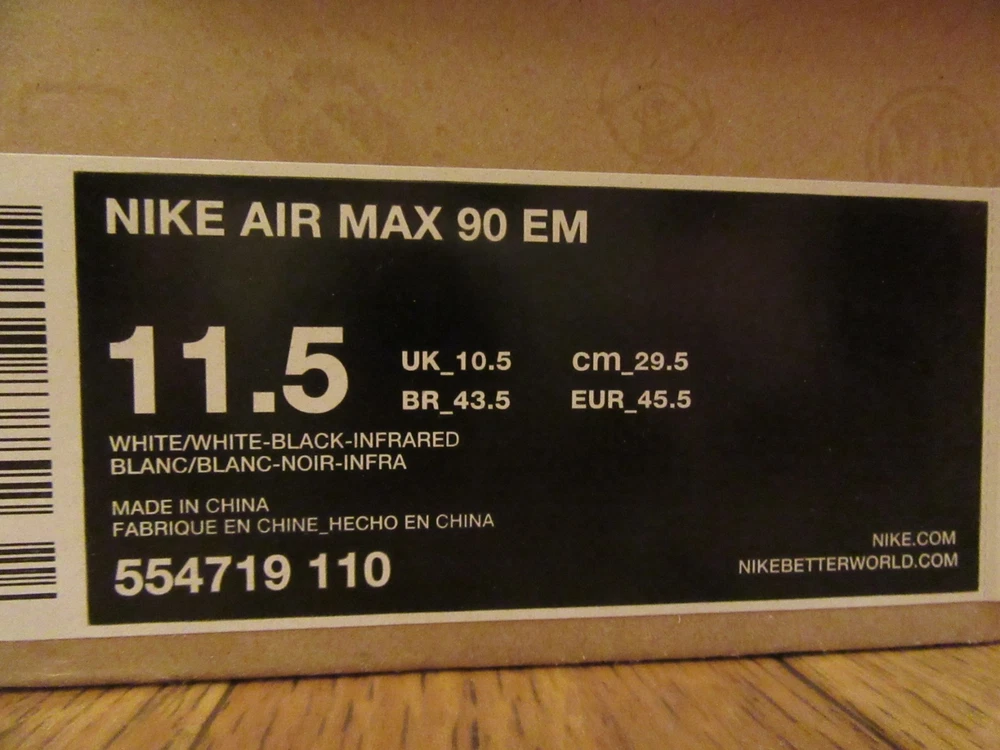 NIKE AIR MAX 90 EM
11.5
UK_10.5 cm_29.5
BR_43.5 EUR_45.5
WHITE/WHITE-BLACK-INFRARED
BLANC/BLANC-NOIR-INFRA
MADE IN CHINA
FABRIQUE EN CHINE_HECHO EN CHINA
554719 110
NIKE.COM
NIKEBETTERWORLD.COM